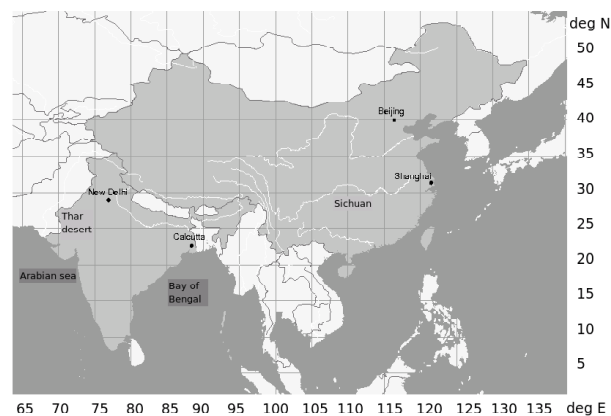 deg N
50
45
Beijing
40
35
Shanghai
New Delhi
30
Sichuan
Thar
desert
25
Calcutta
20
Arabian sea
Bay of
Bengal
15
10
5
65 70 77 80 88 90 95 100 105 110 115 120 125 130 135 deg E